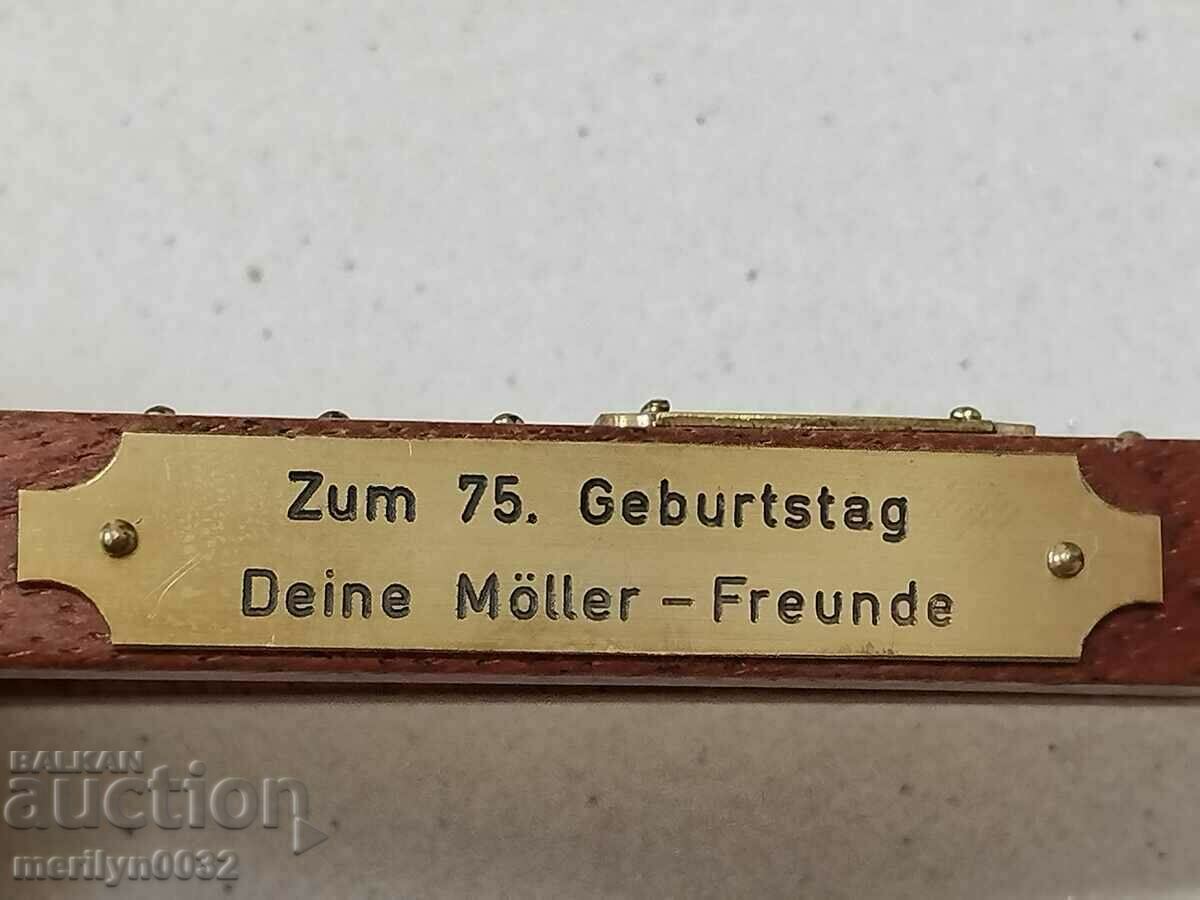 Zum 75. Geburtstag
Deine Möller – Freunde
BALKAN
auction
merilyn0032